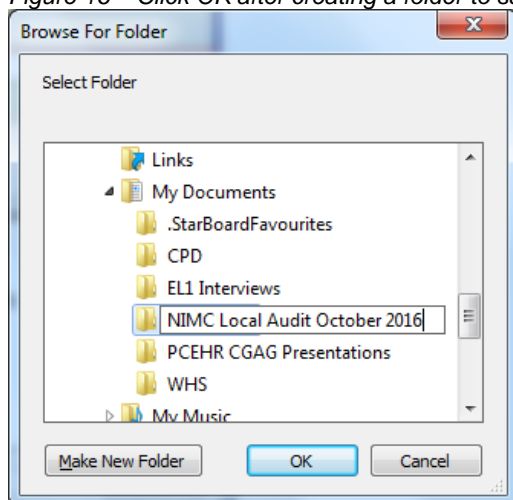 Figure 13 – Click OK after creating a folder to s
Browse For Folder
Select Folder
Links
My Documents
.StarBoardFavourites
CPD
EL1 Interviews
NIMC Local Audit October 2016
PCEHR CGAG Presentations
WHS
My Music
Make New Folder
OK
Cancel